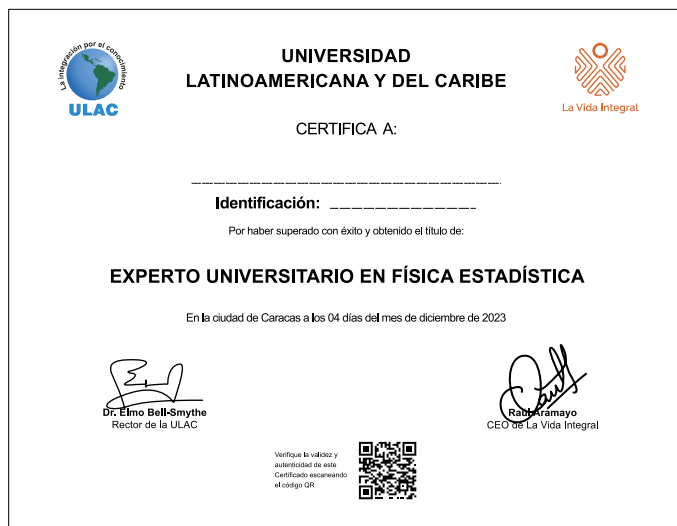 La integración por el conocimiento
ULAC
UNIVERSIDAD
LATINOAMERICANA Y DEL CARIBE
La Vida Integral
CERTIFICA A:
Identificación:
Por haber superado con éxito y obtenido el título de:
EXPERTO UNIVERSITARIO EN FÍSICA ESTADÍSTICA
En la ciudad de Caracas a los 04 días del mes de diciembre de 2023
Dr. Elmo Bell-Smythe
Rector de la ULAC
Raúl Aramayo
CEO de La Vida Integral
Verifique la validez y
autenticidad de este
Certificado escaneando
el código QR